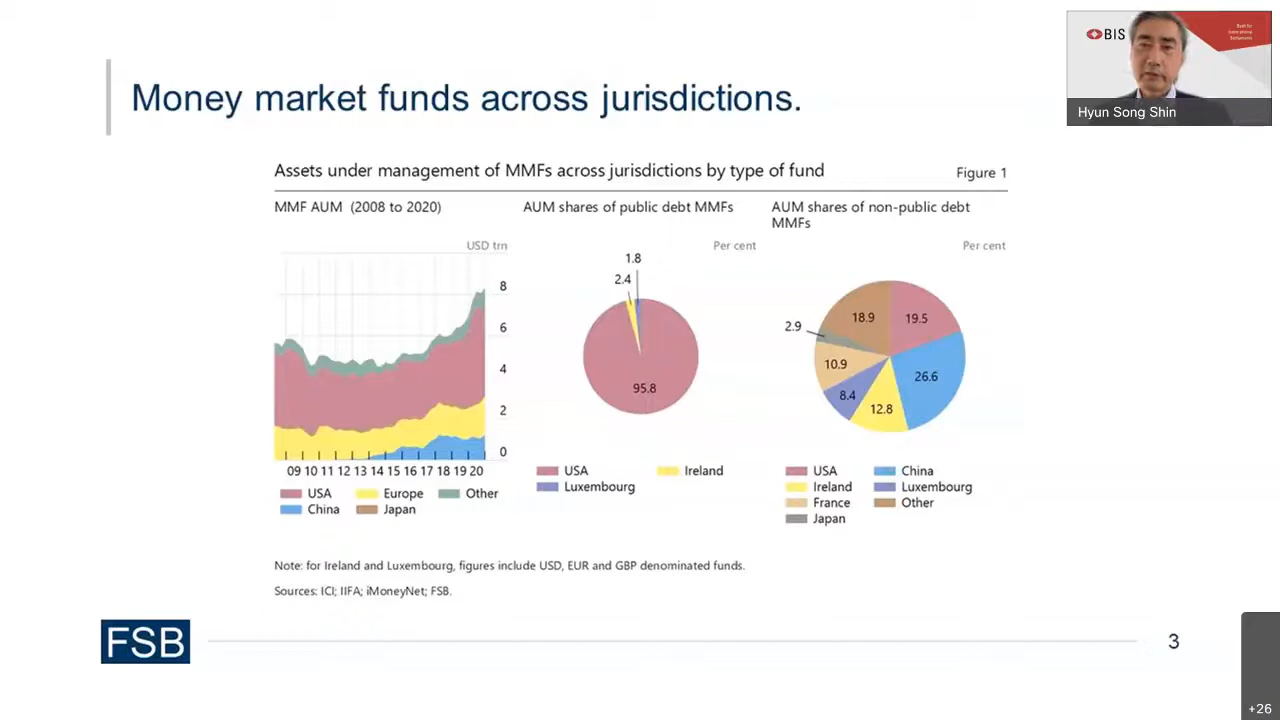 BIS
Hyun Song Shin
Money market funds across jurisdictions.
Assets under management of MMFs across jurisdictions by type of fund
Figure 1
MMF AUM (2008 to 2020)
USD trn
8
6
4
2
0
09 10 11 12 13 14 15 16 17 18 19 20
USA Europe Other
China Japan
AUM shares of public debt MMFs
Per cent
1.8
2.4
95.8
USA Ireland
Luxembourg
AUM shares of non-public debt
MMFs
Per cent
18.9 19.5
2.9
10.9
26.6
8.4
12.8
USA China
Ireland Luxembourg
France Other
Japan
Note: for Ireland and Luxembourg, figures include USD, EUR and GBP denominated funds.
Sources: ICI; IIFA; iMoneyNet; FSB.
FSB
3
+26